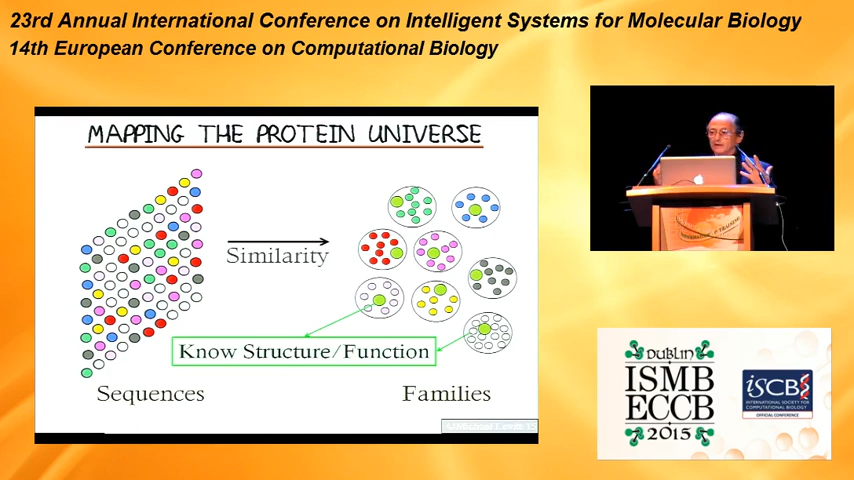 23rd Annual International Conference on Intelligent Systems for Molecular Biology
14th European Conference on Computational Biology
MAPPING THE PROTEIN UNIVERSE
Similarity
Know Structure/Function
Sequences
Families
DUBLIN
ISMB
ECCB
2015
iSCB
INTERNATIONAL SOCIETY FOR
COMPUTATIONAL BIOLOGY
OFFICIAL CONFERENCE